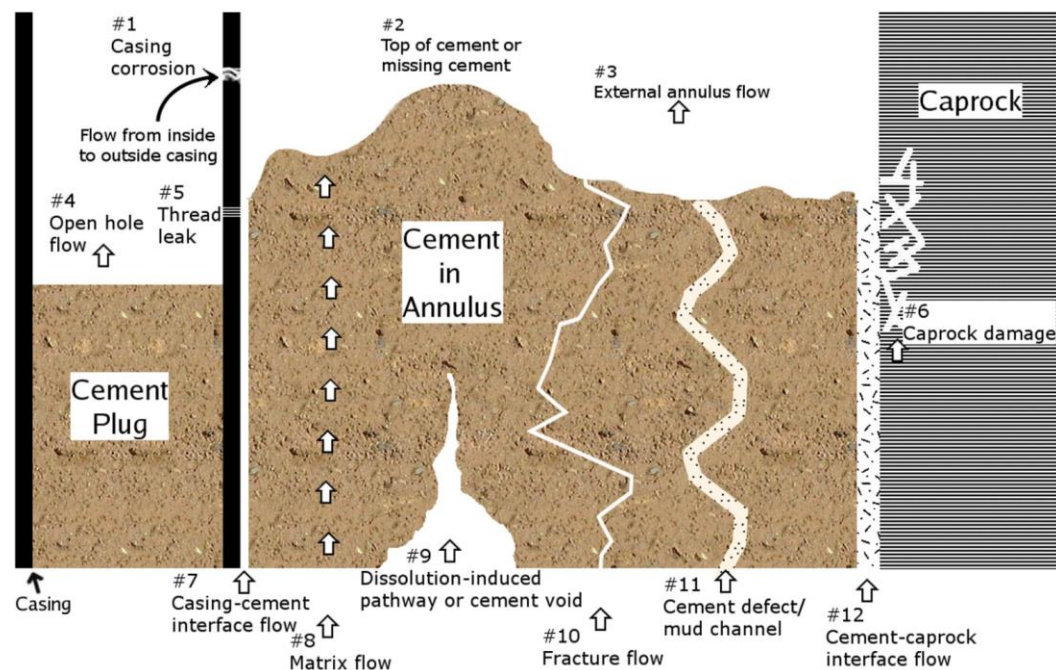 #1
Casing
corrosion
#2
Top of cement or
missing cement
#3
External annulus flow
Caprock
Flow from inside
to outside casing
#4
Open hole
flow
#5
Thread
leak
Cement
in
Annulus
#6
Caprock damage
Cement
Plug
Casing
#7
Casing-cement
interface flow
#8
Matrix flow
#9
Dissolution-induced
pathway or cement void
#10
Fracture flow
#11
Cement defect/
mud channel
#12
Cement-caprock
interface flow